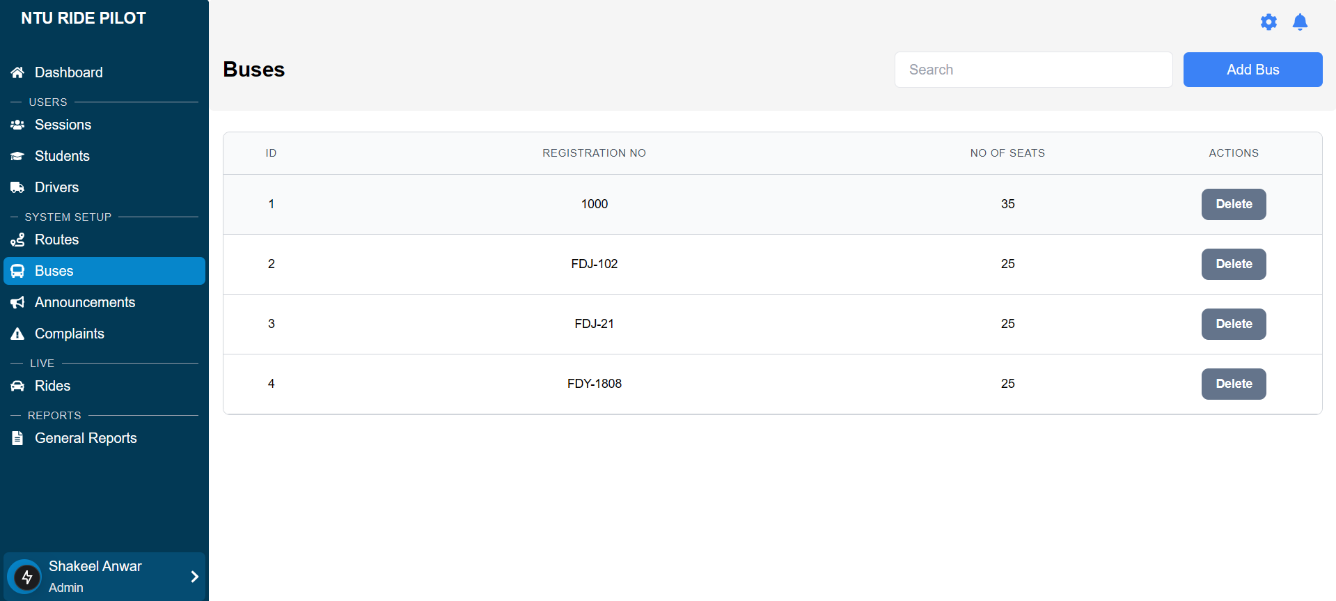 NTU RIDE PILOT
Dashboard
USERS
Sessions
Students
Drivers
SYSTEM SETUP
Routes
Buses
Announcements
Complaints
LIVE
Rides
REPORTS
General Reports
Shakeel Anwar
Admin
Buses
Search
Add Bus
ID REGISTRATION NO NO OF SEATS ACTIONS
1 1000 35 Delete
2 FDJ-102 25 Delete
3 FDJ-21 25 Delete
4 FDY-1808 25 Delete